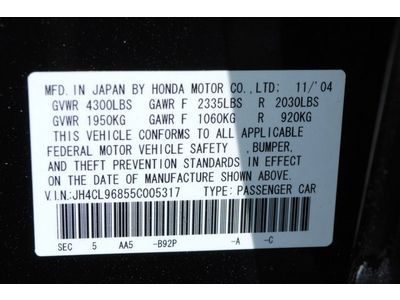 MFD. IN JAPAN BY HONDA MOTOR CO., LTD: 11/'04
GVWR 4300LBS GAWR F 2335LBS R 2030LBS
GVWR 1950KG GAWR F 1060KG R 920KG
THIS VEHICLE CONFORMS TO ALL APPLICABLE
FEDERAL MOTOR VEHICLE SAFETY ,BUMPER,
AND THEFT PREVENTION STANDARDS IN EFFECT
ON THE DATE OF MANUFACTURE SHOWN ABOVE.
V.I.N:JH4CL96855C005317 TYPE: PASSENGER CAR
SEC 5 AA5 -B92P -A -C